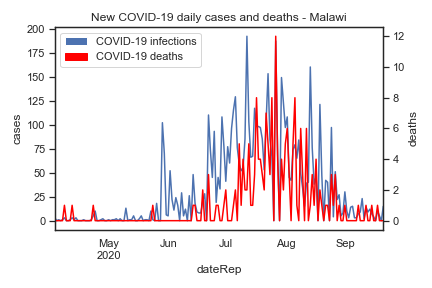 New COVID-19 daily cases and deaths - Malawi
COVID-19 infections
COVID-19 deaths
200
175
150
125
100
75
50
25
0
cases
12
10
8
6
4
2
0
deaths
May Jun Jul Aug Sep
2020
dateRep